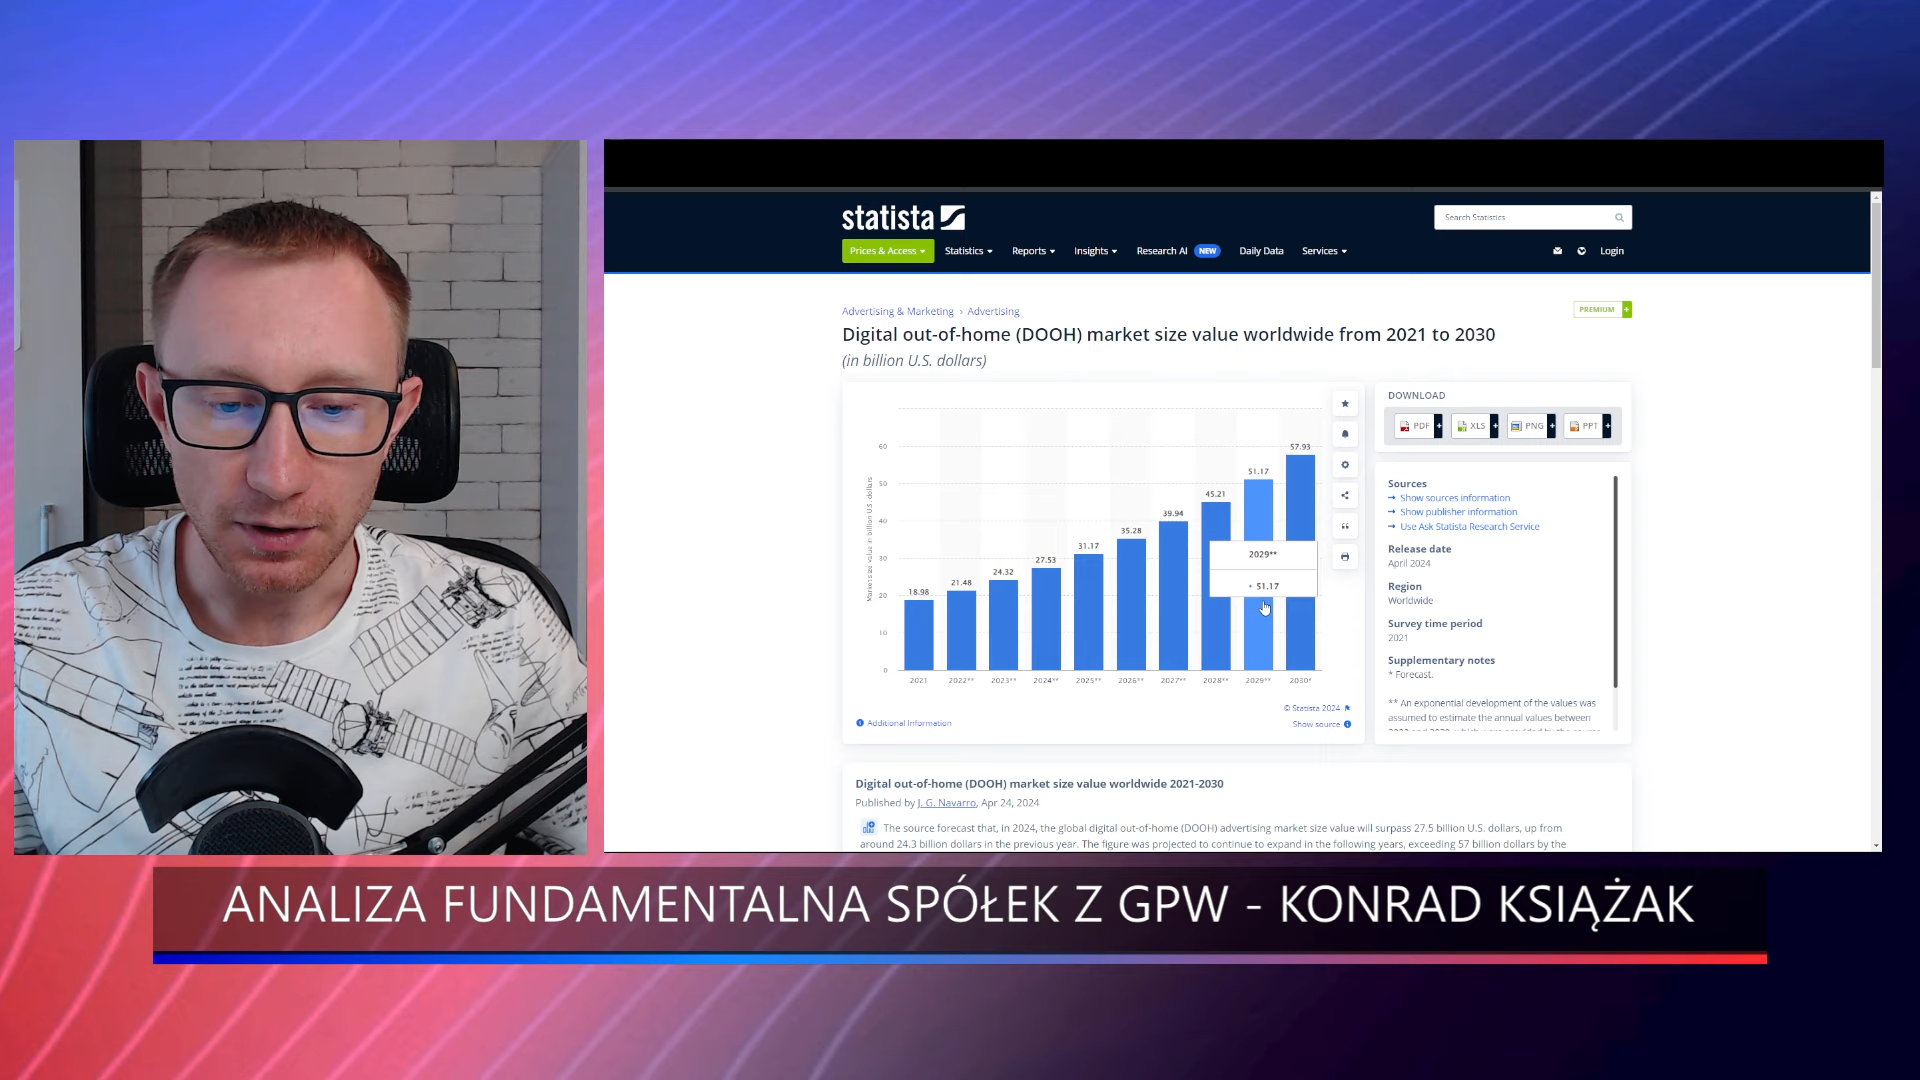 statista
Search Statistics
Prices & Access
Statistics
Reports
Insights
Research AI NEW
Daily Data
Services
Login
Advertising & Marketing › Advertising
PREMIUM +
Digital out-of-home (DOOH) market size value worldwide from 2021 to 2030
(in billion U.S. dollars)
DOWNLOAD
PDF +
XLS +
PNG +
PPT +
Market size value in billion U.S. dollars
60
50
40
30
20
10
0
18.98
21.48
24.32
27.53
31.17
35.28
39.94
45.21
51.17
57.93
2029**
• 51.17
2021
2022**
2023**
2024**
2025**
2026**
2027**
2028**
2029**
2030*
Additional Information
© Statista 2024
Show source
Sources
→ Show sources information
→ Show publisher information
→ Use Ask Statista Research Service
Release date
April 2024
Region
Worldwide
Survey time period
2021
Supplementary notes
* Forecast.
** An exponential development of the values was
assumed to estimate the annual values between
Digital out-of-home (DOOH) market size value worldwide 2021-2030
Published by J. G. Navarro, Apr 24, 2024
The source forecast that, in 2024, the global digital out-of-home (DOOH) advertising market size value will surpass 27.5 billion U.S. dollars, up from
around 24.3 billion dollars in the previous year. The figure was projected to continue to expand in the following years, exceeding 57 billion dollars by the
ANALIZA FUNDAMENTALNA SPÓŁEK Z GPW - KONRAD KSIĄŻAK